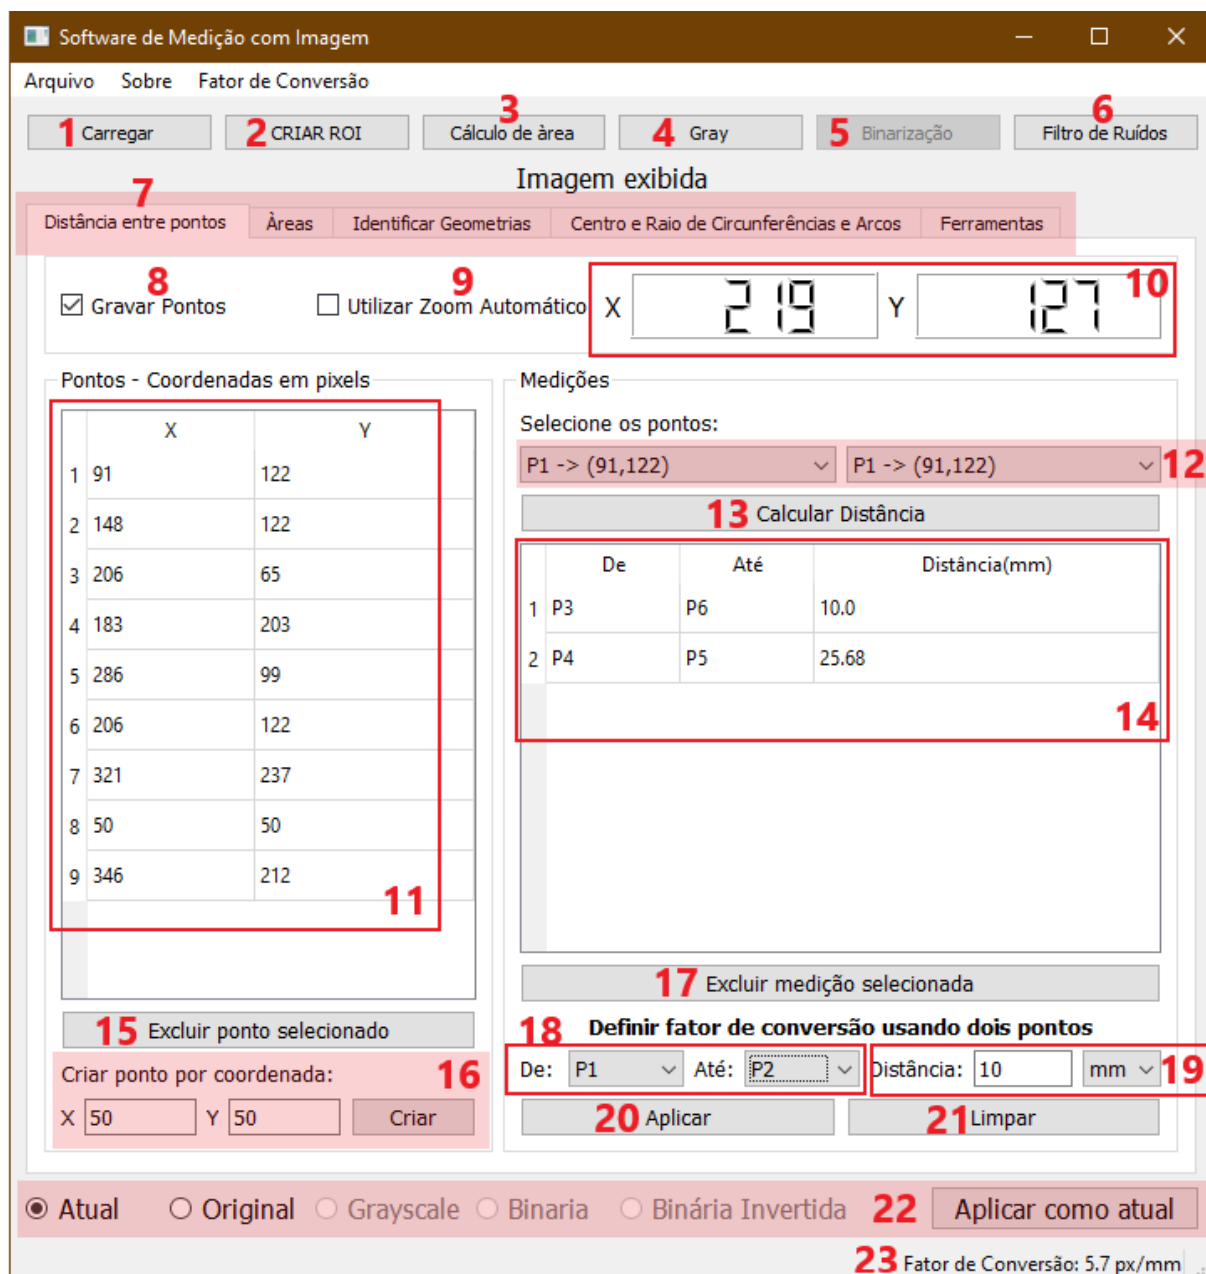 Software de Medição com Imagem
Arquivo Sobre Fator de Conversão
1 Carregar 2 CRIAR ROI 3 Cálculo de àrea 4 Gray 5 Binarização 6 Filtro de Ruídos
Imagem exibida
7
Distância entre pontos Àreas Identificar Geometrias Centro e Raio de Circunferências e Arcos Ferramentas
8 Gravar Pontos 9 Utilizar Zoom Automático X 219 Y 127 10
Pontos - Coordenadas em pixels
X Y
1 91 122
2 148 122
3 206 65
4 183 203
5 286 99
6 206 122
7 321 237
8 50 50
9 346 212
11
15 Excluir ponto selecionado
Criar ponto por coordenada: 16
X 50 Y 50 Criar
Medições
Selecione os pontos:
P1 -> (91,122) P1 -> (91,122) 12
13 Calcular Distância
De Até Distância(mm)
1 P3 P6 10.0
2 P4 P5 25.68
14
17 Excluir medição selecionada
18 Definir fator de conversão usando dois pontos
De: P1 Até: P2 Distância: 10 mm 19
20 Aplicar 21 Limpar
Atual Original Grayscale Binaria Binária Invertida 22 Aplicar como atual
23 Fator de Conversão: 5.7 px/mm